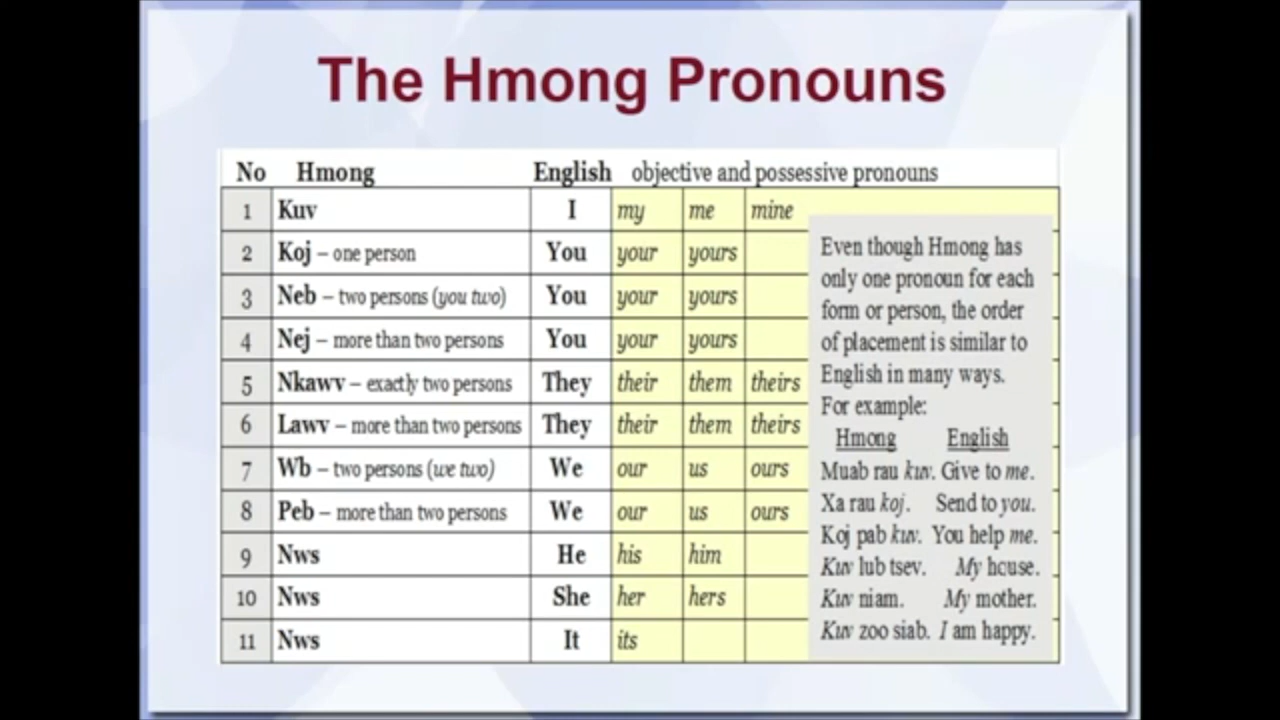 The Hmong Pronouns
No Hmong English objective and possessive pronouns
1 Kuv I my me mine
2 Koj – one person You your yours
3 Neb – two persons (you two) You your yours
4 Nej – more than two persons You your yours
5 Nkawv – exactly two persons They their them theirs
6 Lawv – more than two persons They their them theirs
7 Wb – two persons (we two) We our us ours
8 Peb – more than two persons We our us ours
9 Nws He his him
10 Nws She her hers
11 Nws It its
Even though Hmong has
only one pronoun for each
form or person, the order
of placement is similar to
English in many ways.
For example:
Hmong English
Muab rau kuv. Give to me.
Xa rau koj. Send to you.
Koj pab kuv. You help me.
Kuv lub tsev. My house.
Kuv niam. My mother.
Kuv zoo siab. I am happy.